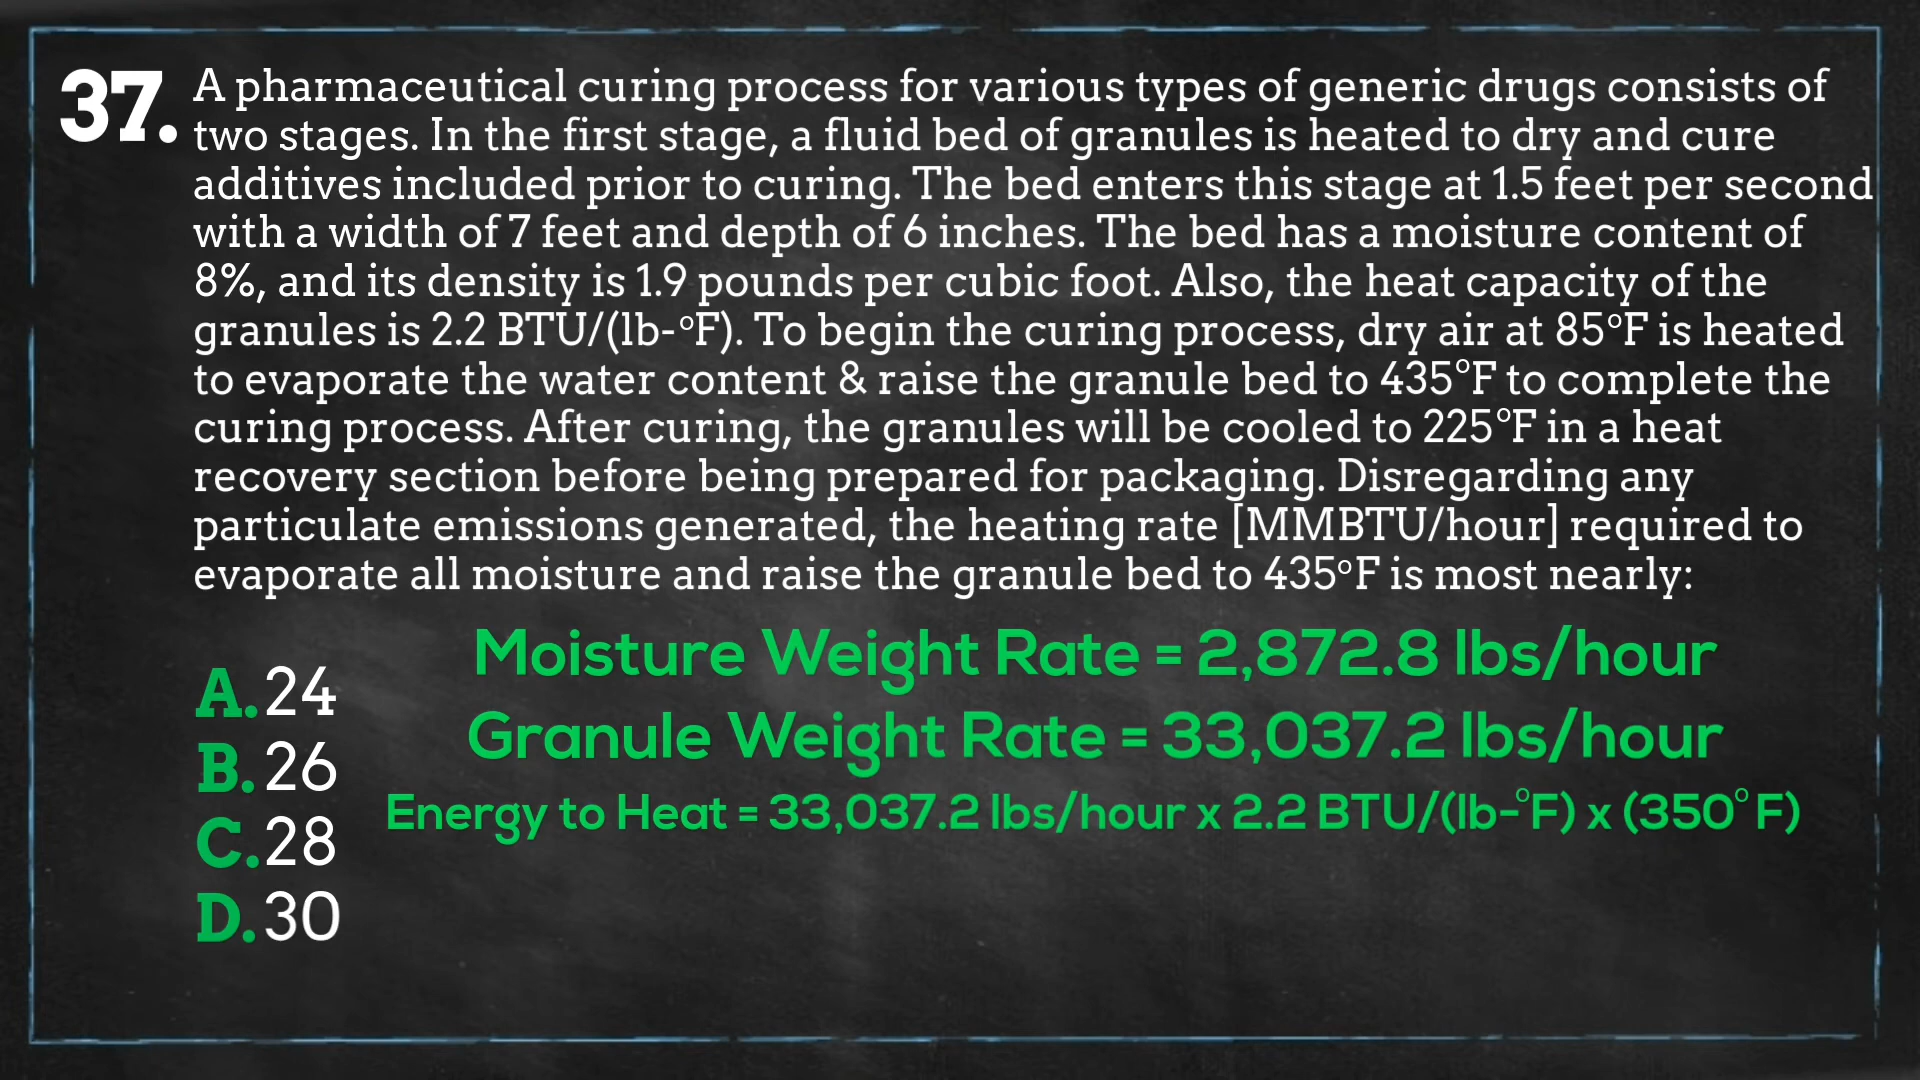 37. A pharmaceutical curing process for various types of generic drugs consists of
two stages. In the first stage, a fluid bed of granules is heated to dry and cure
additives included prior to curing. The bed enters this stage at 1.5 feet per second
with a width of 7 feet and depth of 6 inches. The bed has a moisture content of
8%, and its density is 1.9 pounds per cubic foot. Also, the heat capacity of the
granules is 2.2 BTU/(lb-°F). To begin the curing process, dry air at 85°F is heated
to evaporate the water content & raise the granule bed to 435°F to complete the
curing process. After curing, the granules will be cooled to 225°F in a heat
recovery section before being prepared for packaging. Disregarding any
particulate emissions generated, the heating rate [MMBTU/hour] required to
evaporate all moisture and raise the granule bed to 435°F is most nearly:
Moisture Weight Rate = 2,872.8 lbs/hour
A. 24
Granule Weight Rate = 33,037.2 lbs/hour
B. 26
Energy to Heat = 33,037.2 lbs/hour x 2.2 BTU/(lb-°F) x (350°F)
C. 28
D. 30